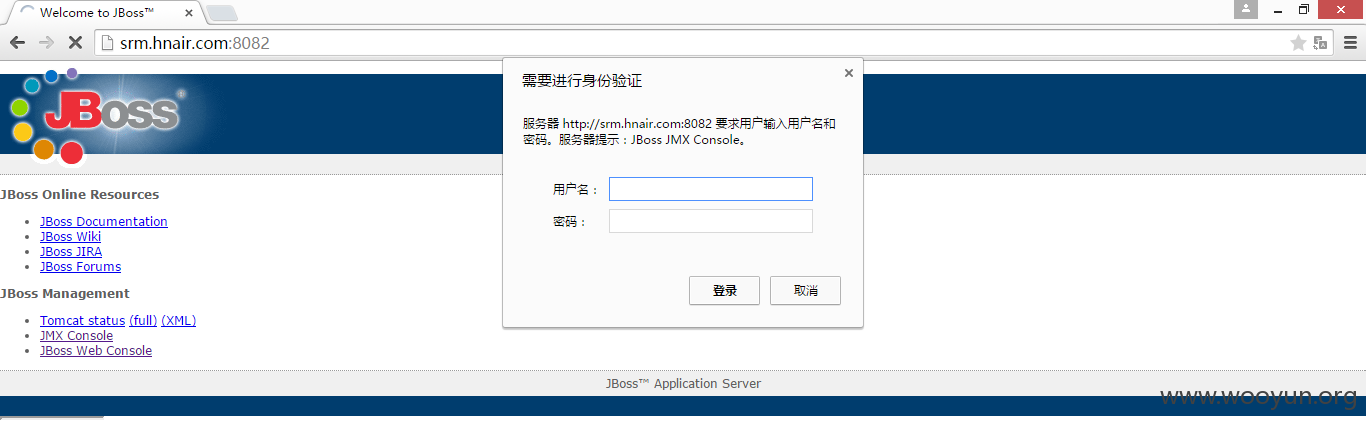 Welcome to JBoss™
srm.hnair.com:8082
JBoss
需要进行身份验证
服务器 http://srm.hnair.com:8082 要求用户输入用户名和
密码。服务器提示：JBoss JMX Console。
用户名：
密码：
登录 取消
JBoss Online Resources
JBoss Documentation
JBoss Wiki
JBoss JIRA
JBoss Forums
JBoss Management
Tomcat status (full) (XML)
JMX Console
JBoss Web Console
JBoss™ Application Server
www.wooyun.org